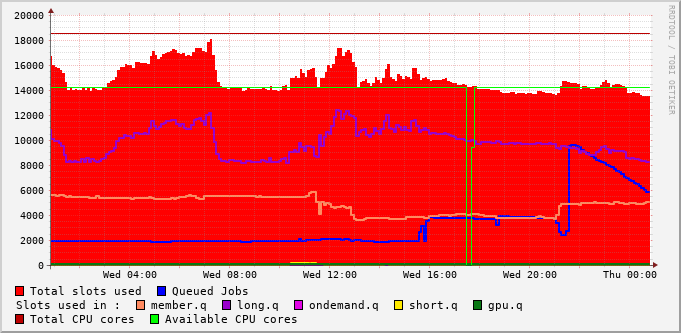 20000
18000
16000
14000
12000
10000
8000
6000
4000
2000
0
Wed 04:00 Wed 08:00 Wed 12:00 Wed 16:00 Wed 20:00 Thu 00:00
RRDTOOL / TOBI OETIKER
Total slots used Queued Jobs
Slots used in : member.q long.q ondemand.q short.q gpu.q
Total CPU cores Available CPU cores